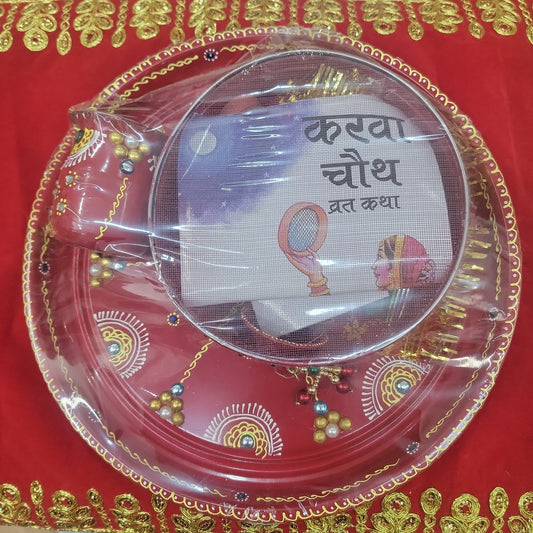 करवा
चौथ
व्रत कथा